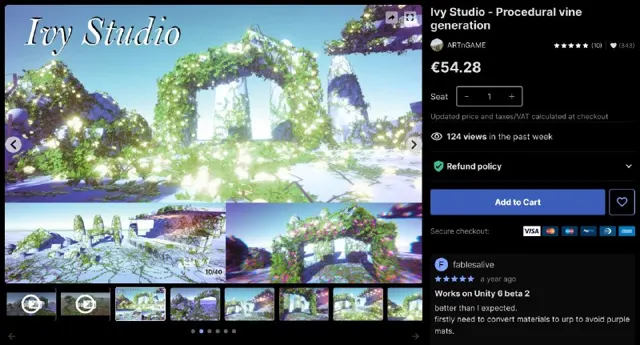 Ivy Studio
Ivy Studio - Procedural vine
generation
ARTnGAME
(10)
(843)
€54.28
Seat
- 1 +
Updated price and taxes/VAT calculated at checkout
124 views in the past week
Refund policy
Add to Cart
Secure checkout:
VISA
10/40
F
fablesalive
a year ago
Works on Unity 6 beta 2
better than I expected.
firstly need to convert materials to urp to avoid purple
mats.